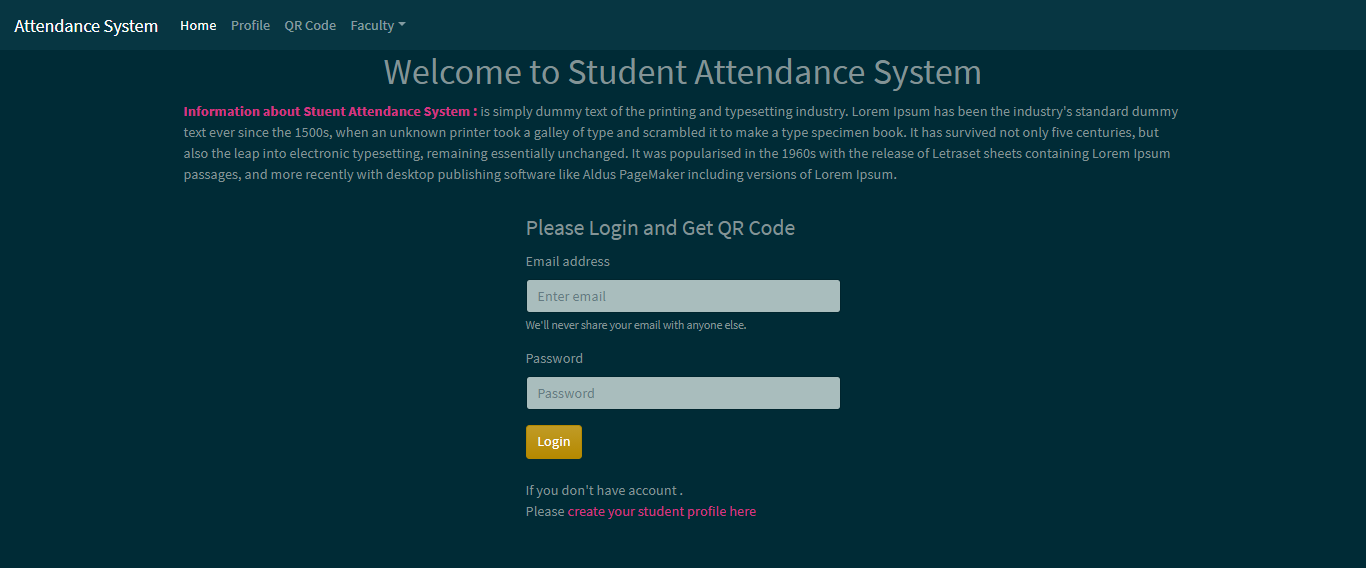 Attendance System Home Profile QR Code Faculty
Welcome to Student Attendance System
Information about Stuent Attendance System : is simply dummy text of the printing and typesetting industry. Lorem Ipsum has been the industry's standard dummy
text ever since the 1500s, when an unknown printer took a galley of type and scrambled it to make a type specimen book. It has survived not only five centuries, but
also the leap into electronic typesetting, remaining essentially unchanged. It was popularised in the 1960s with the release of Letraset sheets containing Lorem Ipsum
passages, and more recently with desktop publishing software like Aldus PageMaker including versions of Lorem Ipsum.
Please Login and Get QR Code
Email address
Enter email
We'll never share your email with anyone else.
Password
Password
Login
If you don't have account .
Please create your student profile here